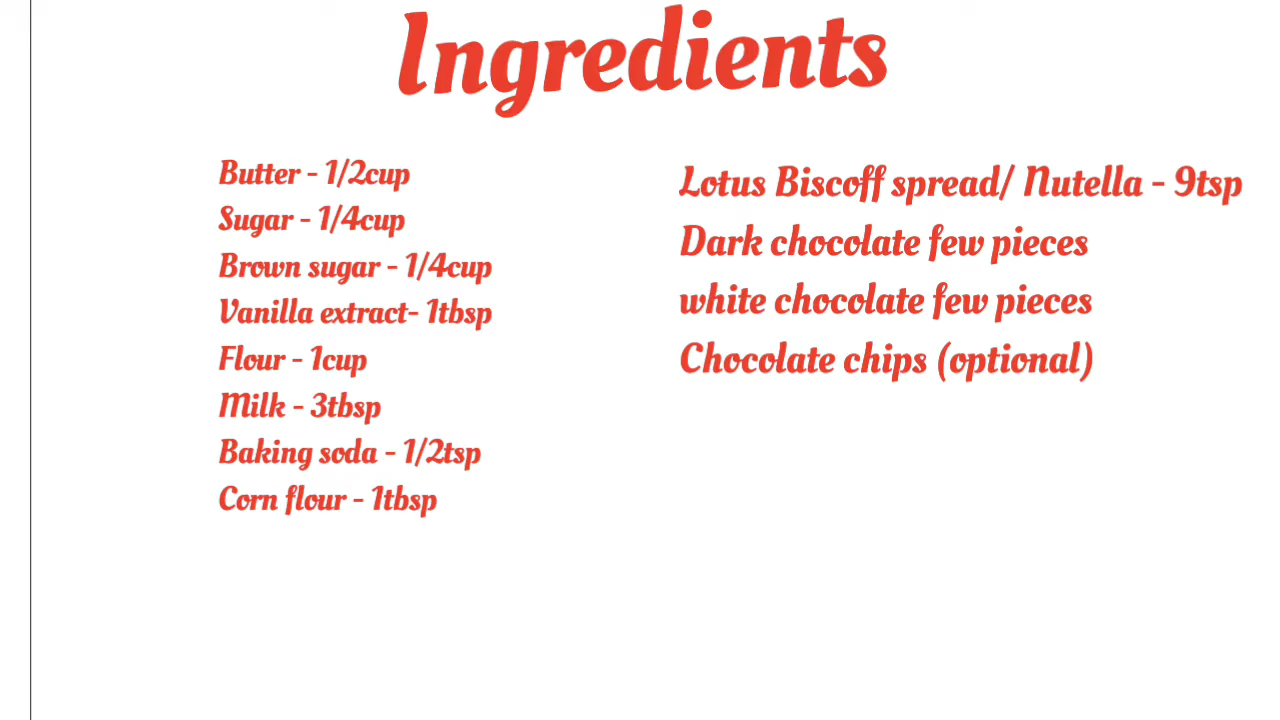 Ingredients
Butter - 1/2cup
Sugar - 1/4cup
Brown sugar - 1/4cup
Vanilla extract- 1tbsp
Flour - 1cup
Milk - 3tbsp
Baking soda - 1/2tsp
Corn flour - 1tbsp
Lotus Biscoff spread/ Nutella - 9tsp
Dark chocolate few pieces
white chocolate few pieces
Chocolate chips (optional)